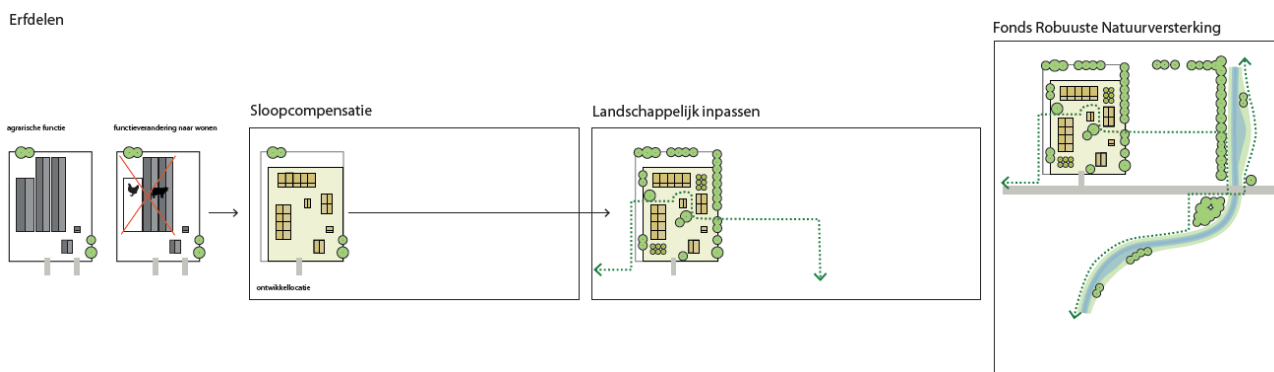 Erfdelen
Fonds Robuuste Natuurversterking
Sloopcompensatie
Landschappelijk inpassen
agrarische functie
functieverandering naar wonen
ontwikkellocatie